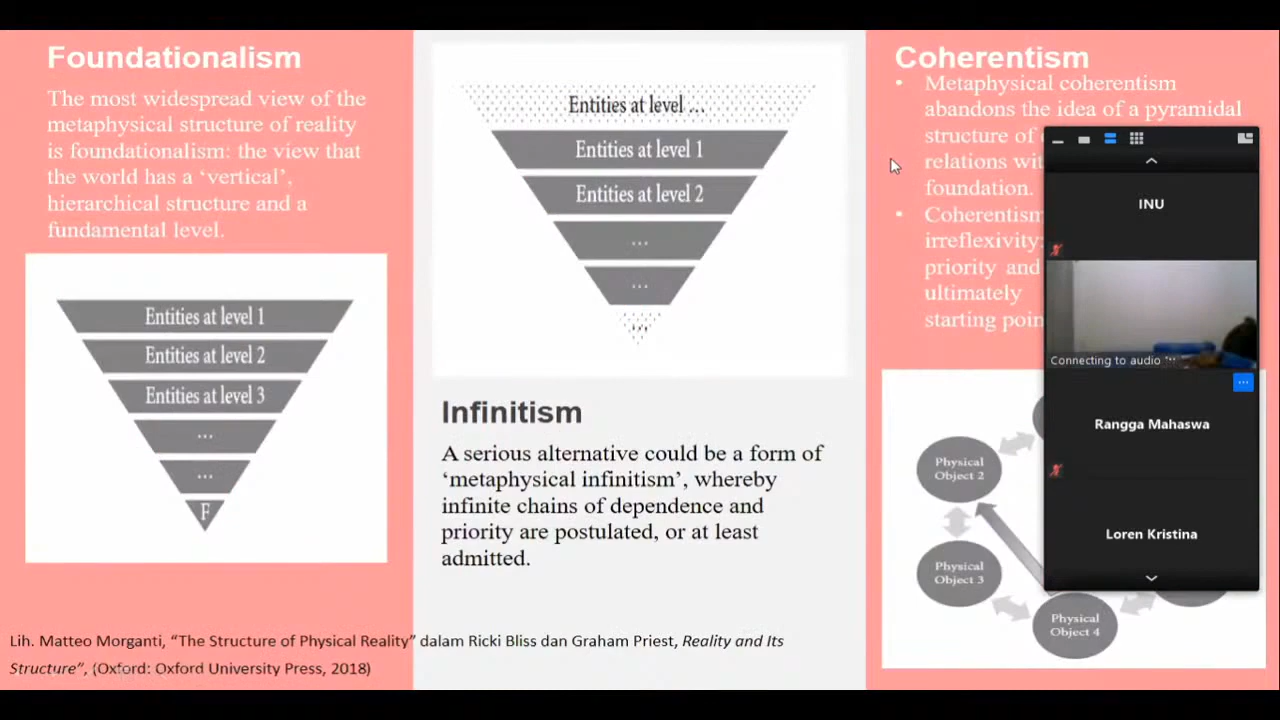 Foundationalism
The most widespread view of the
metaphysical structure of reality
is foundationalism: the view that
the world has a ‘vertical’,
hierarchical structure and a
fundamental level.
Entities at level 1
Entities at level 2
Entities at level 3
...
...
F
Entities at level ...
Entities at level 1
Entities at level 2
...
...
...
Infinitism
A serious alternative could be a form of
‘metaphysical infinitism’, whereby
infinite chains of dependence and
priority are postulated, or at least
admitted.
Coherentism
• Metaphysical coherentism
abandons the idea of a pyramidal
structure of
relations
foundation.
• Coherentism
irreflexivity:
priority and
ultimately
starting
Physical
Object 2
Physical
Object 3
Physical
Object 4
INU
Connecting to audio
Rangga Mahaswa
Loren Kristina
Lih. Matteo Morganti, “The Structure of Physical Reality” dalam Ricki Bliss dan Graham Priest, Reality and Its
Structure”, (Oxford: Oxford University Press, 2018)